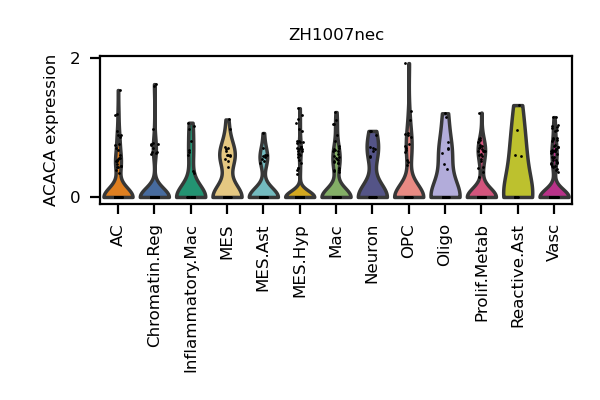 ZH1007nec
ACACA expression
2
0
AC
Chromatin.Reg
Inflammatory.Mac
MES
MES.Ast
MES.Hyp
Mac
Neuron
OPC
Oligo
Prolif.Metab
Reactive.Ast
Vasc